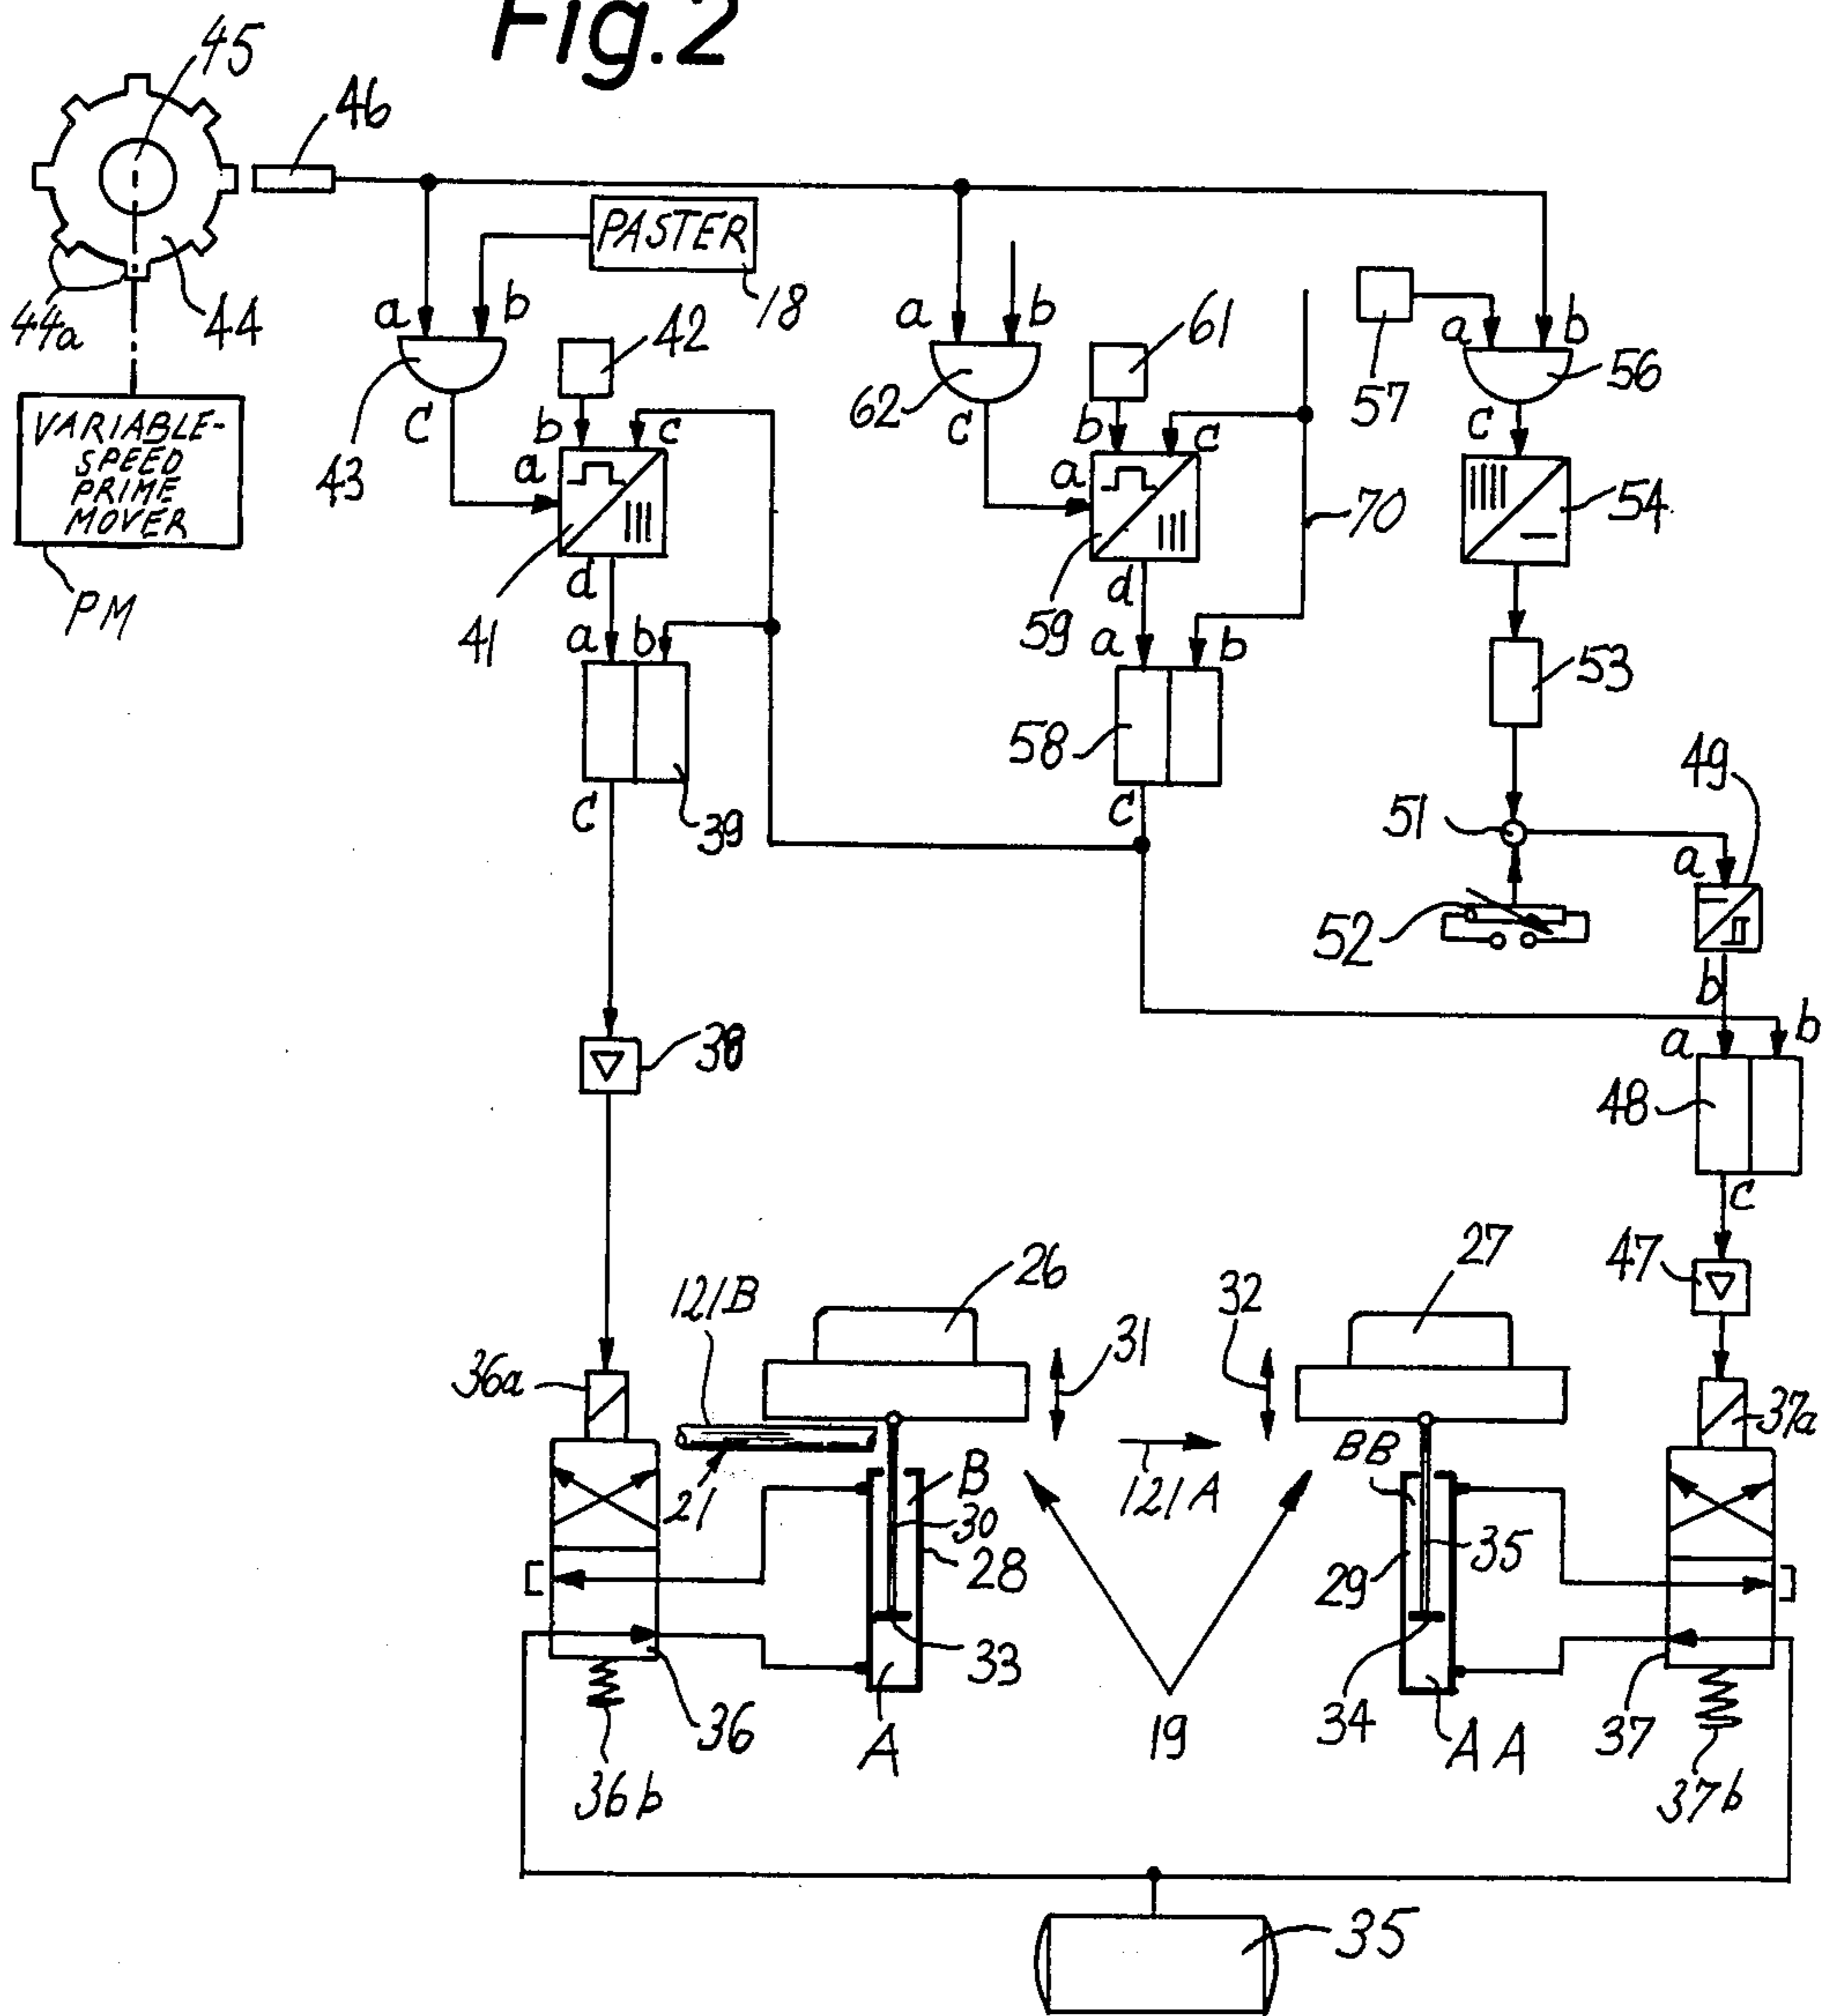 Fig.2
45
46
PASTER
18
a
b
a
b
44a
44
43
c
42
b
c
a
41
d
62
c
61
b
c
a
59
d
57
a
b
56
c
54
70
VARIABLE-
SPEED
PRIME
MOVER
PM
a
b
39
c
a
b
58
c
53
51
52
49
a
b
38
a
b
48
c
47
26
27
121B
31
32
36a
37a
21
B
30
28
121A
BB
35
29
33
A
19
34
AA
36
36b
37
37b
35